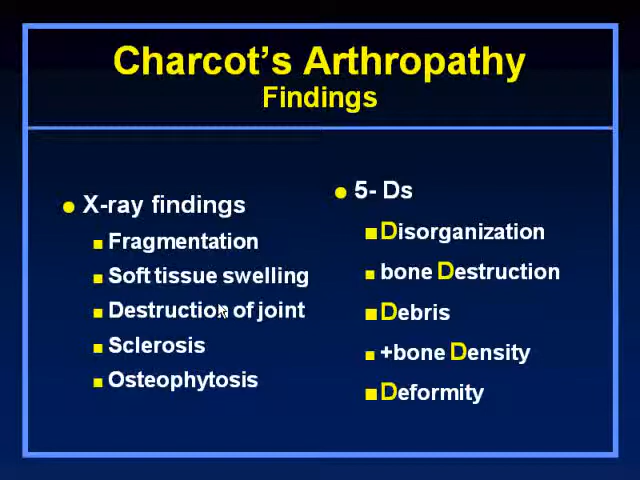 Charcot's Arthropathy
Findings
X-ray findings
Fragmentation
Soft tissue swelling
Destruction of joint
Sclerosis
Osteophytosis
5- Ds
Disorganization
bone Destruction
Debris
+bone Density
Deformity